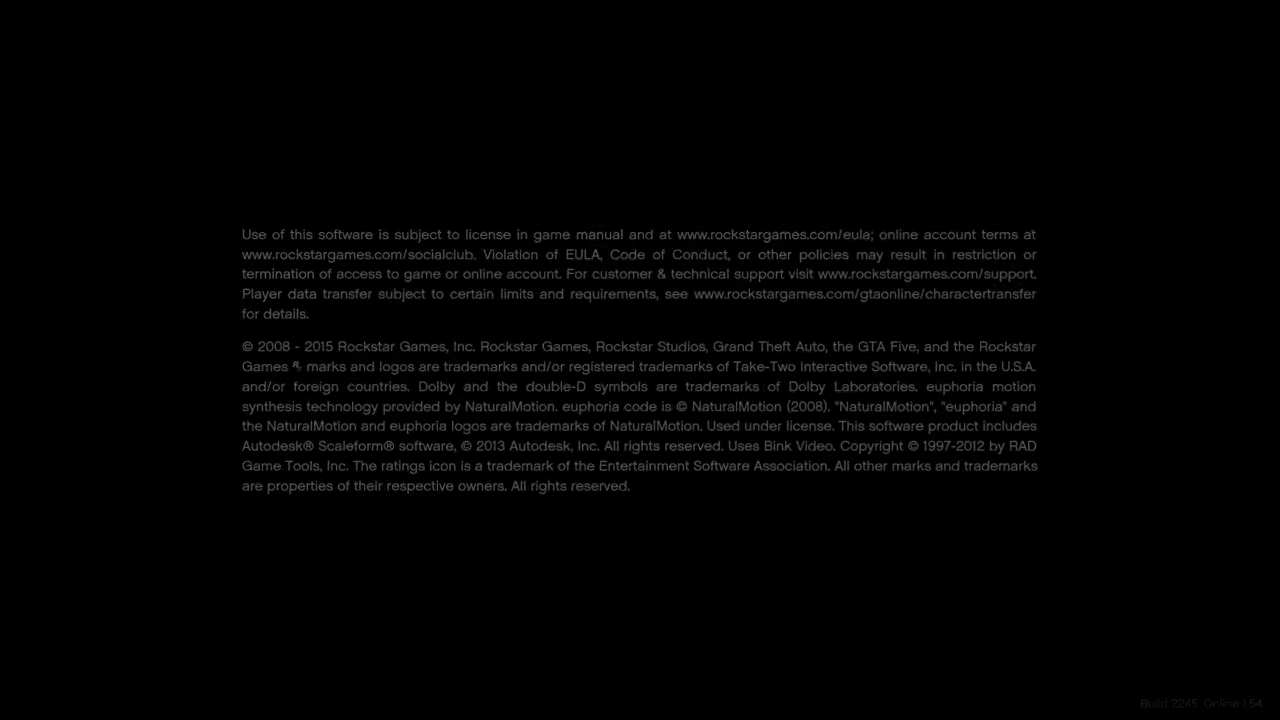 Use of this software is subject to license in game manual and at www.rockstargames.com/eula; online account terms at
www.rockstargames.com/socialclub. Violation of EULA, Code of Conduct, or other policies may result in restriction or
termination of access to game or online account. For customer & technical support visit www.rockstargames.com/support.
Player data transfer subject to certain limits and requirements, see www.rockstargames.com/gtaonline/charactertransfer
for details.
© 2008 - 2015 Rockstar Games, Inc. Rockstar Games, Rockstar Studios, Grand Theft Auto, the GTA Five, and the Rockstar
Games R* marks and logos are trademarks and/or registered trademarks of Take-Two Interactive Software, Inc. in the U.S.A.
and/or foreign countries. Dolby and the double-D symbols are trademarks of Dolby Laboratories. euphoria motion
synthesis technology provided by NaturalMotion. euphoria code is © NaturalMotion (2008). "NaturalMotion", "euphoria" and
the NaturalMotion and euphoria logos are trademarks of NaturalMotion. Used under license. This software product includes
Autodesk® Scaleform® software, © 2013 Autodesk, Inc. All rights reserved. Uses Bink Video. Copyright © 1997-2012 by RAD
Game Tools, Inc. The ratings icon is a trademark of the Entertainment Software Association. All other marks and trademarks
are properties of their respective owners. All rights reserved.
Build 2245 Online 1.54